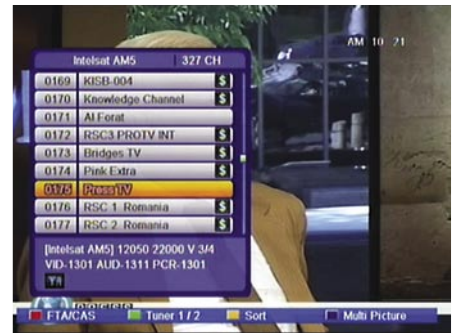 AM 10 21
Intelsat AM5 327 CH
0169 KISB-004 $
0170 Knowledge Channel $
0171 Al Forat
0172 RSC3 PROTV INT $
0173 Bridges TV $
0174 Pink Extra $
0175 Press TV
0176 RSC 1 Romania $
0177 RSC 2 Romania $
[Intelsat AM5] 12050 22000 V 3/4
VID-1301 AUD-1311 PCR-1301
FTA/CAS Tuner 1 / 2 Sort Multi Picture